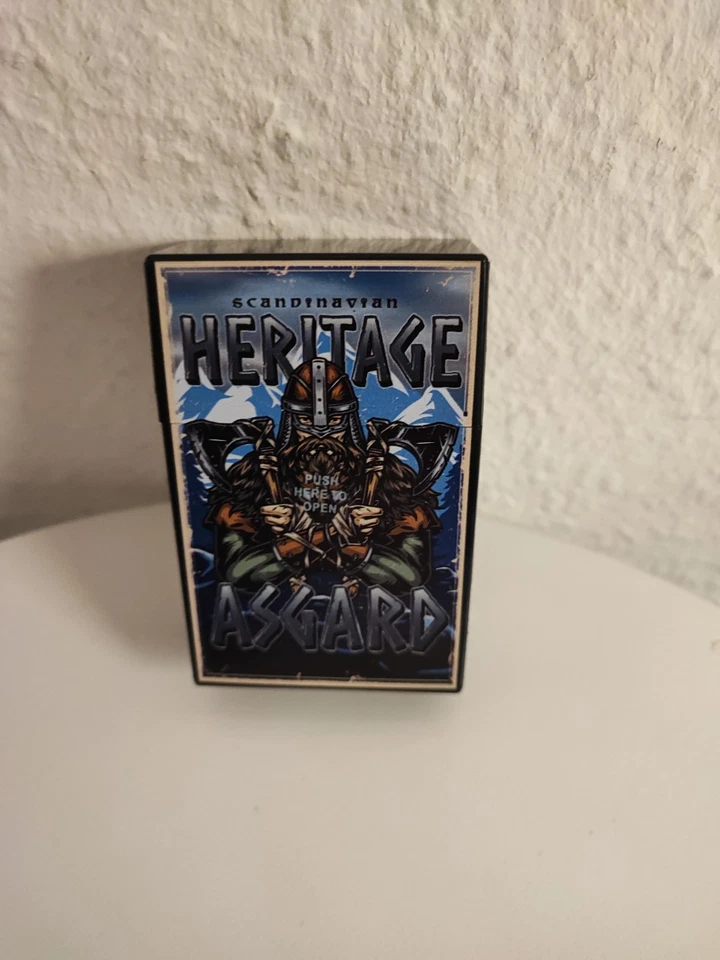 SCANDINAVIAN
HERITAGE
PUSH
HERE TO
OPEN
ASGARD